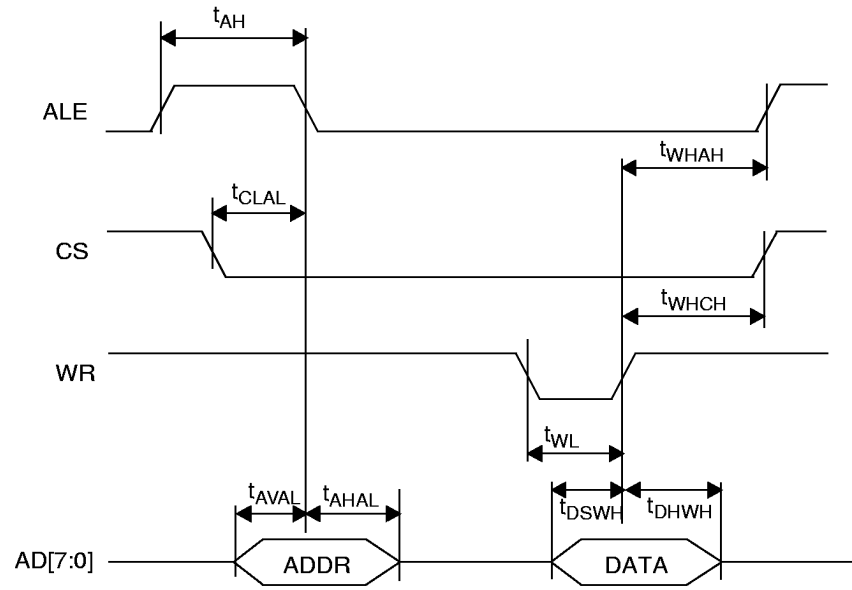 tAH
ALE
tWHAH
tCLAL
CS
tWHCH
WR
tWL
tAVAL tAHAL tDSWH tDHWH
AD[7:0] ADDR DATA